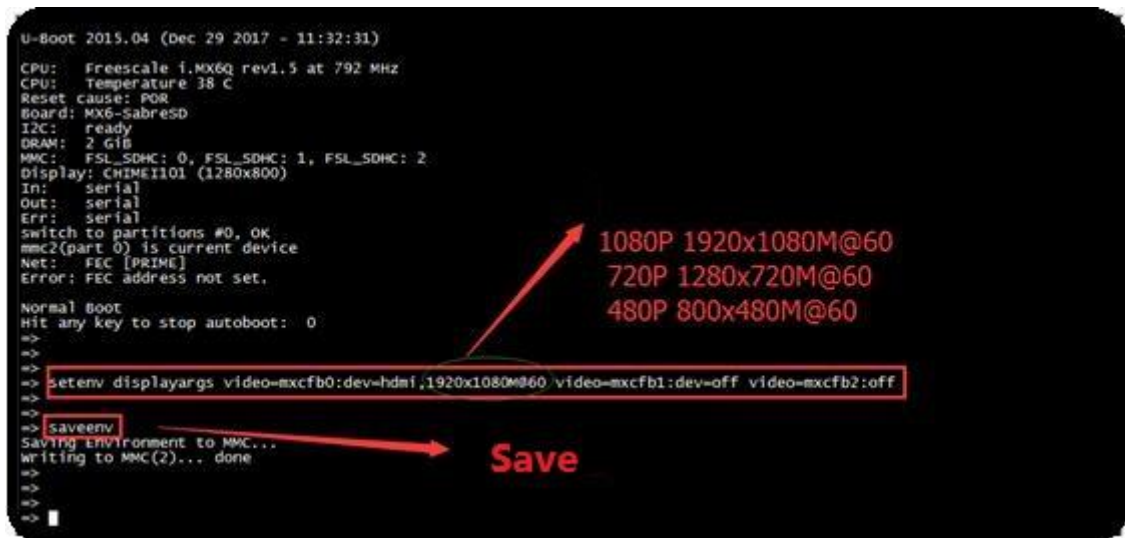 U-Boot 2015.04 (Dec 29 2017 - 11:32:31)
CPU: Freescale i.MX6Q rev1.5 at 792 MHz
CPU: Temperature 38 C
Reset cause: POR
Board: MX6-SabreSD
I2C: ready
DRAM: 2 GiB
MMC: FSL_SDHC: 0, FSL_SDHC: 1, FSL_SDHC: 2
Display: CHIMEI101 (1280x800)
In: serial
Out: serial
Err: serial
switch to partitions #0, OK
mmc2(part 0) is current device
Net: FEC [PRIME]
Error: FEC address not set.
Normal Boot
Hit any key to stop autoboot: 0
=>
=>
=>
=> setenv displayargs video=mxcfb0:dev=hdmi,1920x1080M@60 video=mxcfb1:dev=off video=mxcfb2:off
=>
=>
=> saveenv
Saving Environment to MMC...
Writing to MMC(2)... done
=>
=>
=>
=>
1080P 1920x1080M@60
720P 1280x720M@60
480P 800x480M@60
Save